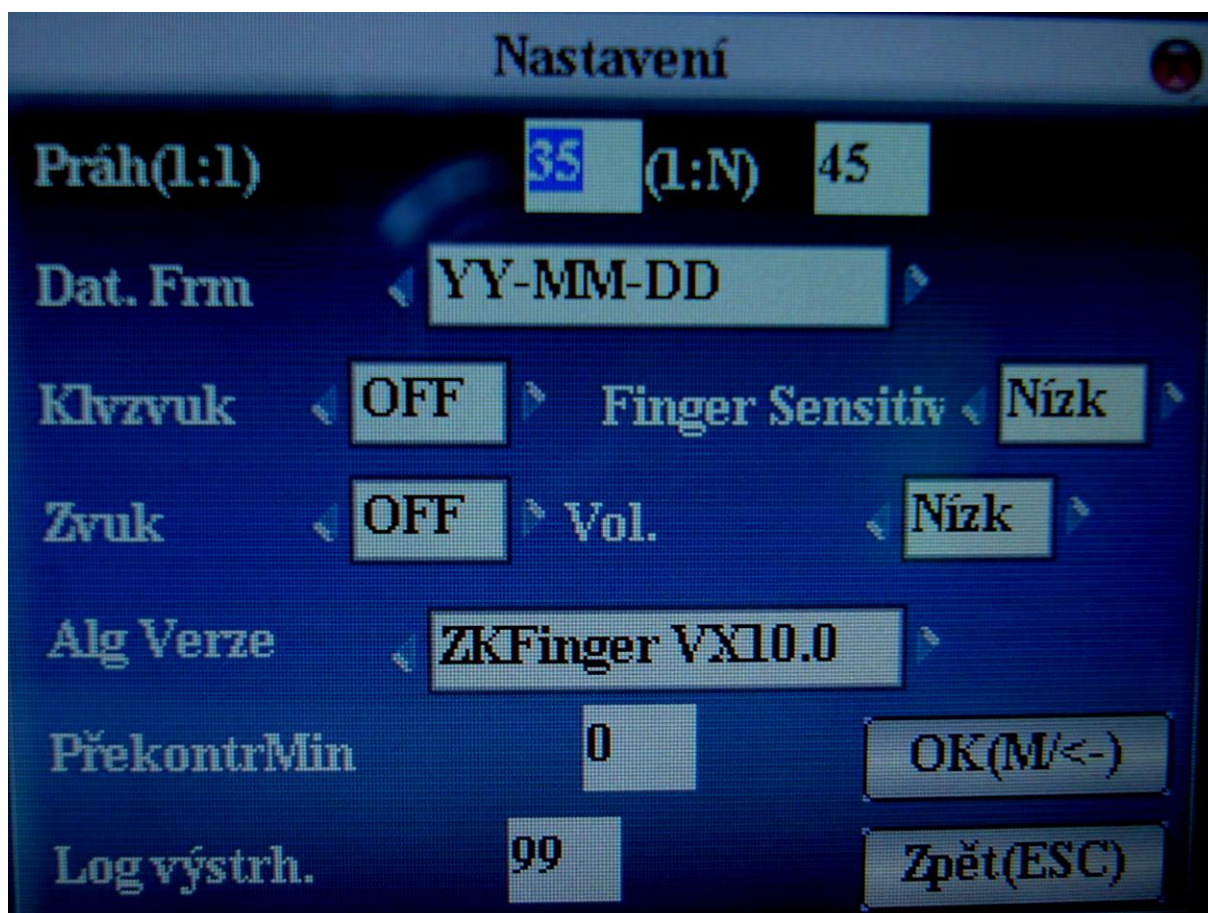 Nastavení
Práh(1:1) 35 (1:N) 45
Dat. Frm YY-MM-DD
Klvzvuk OFF Finger Sensitiv Nízk
Zvuk OFF Vol. Nízk
Alg Verze ZKFinger VX10.0
PřekontrMin 0 OK(M/<-)
Log výstrh. 99 Zpět(ESC)